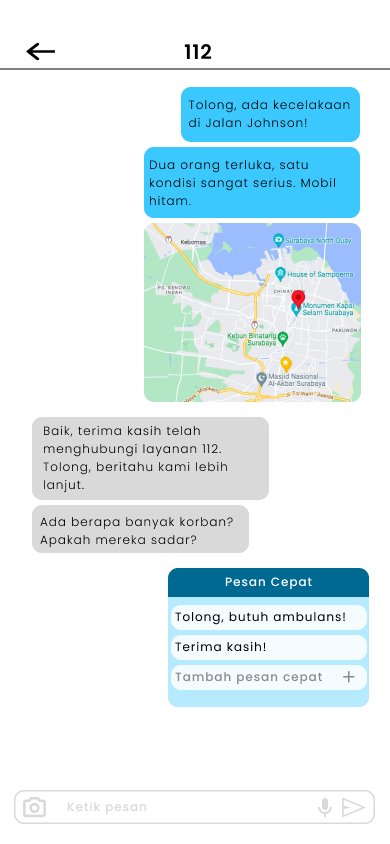 112
Tolong, ada kecelakaan
di Jalan Johnson!
Dua orang terluka, satu
kondisi sangat serius. Mobil
hitam.
Surabaya North Quay
Kebomas
House of Sampoerna
PG. BENOWO
INDAH
CHINAT
Monumen Kapal
Selam Surabaya
PAKUWON
Kebun Binatang
Surabaya
Masjid Nasional
Al-Akbar Surabaya
Baik, terima kasih telah
menghubungi layanan 112.
Tolong, beritahu kami lebih
lanjut.
Ada berapa banyak korban?
Apakah mereka sadar?
Pesan Cepat
Tolong, butuh ambulans!
Terima kasih!
Tambah pesan cepat +
Ketik pesan